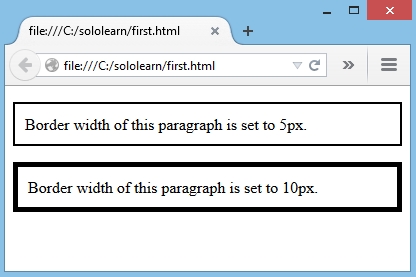 file:///C:/sololearn/first.html
file:///C:/sololearn/first.html
Border width of this paragraph is set to 5px.
Border width of this paragraph is set to 10px.